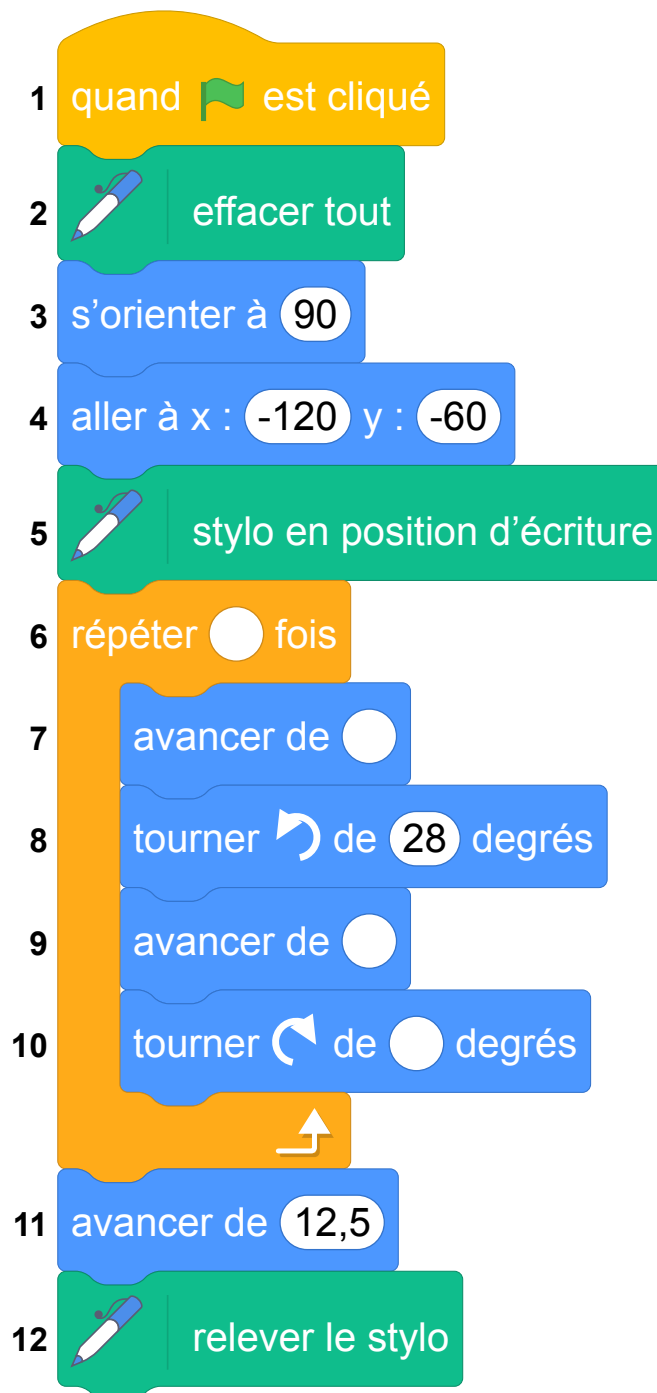 1 quand est cliqué
2 effacer tout
3 s’orienter à 90
4 aller à x : -120 y : -60
5 stylo en position d’écriture
6 répéter fois
7 avancer de
8 tourner de 28 degrés
9 avancer de
10 tourner de degrés
11 avancer de 12,5
12 relever le stylo